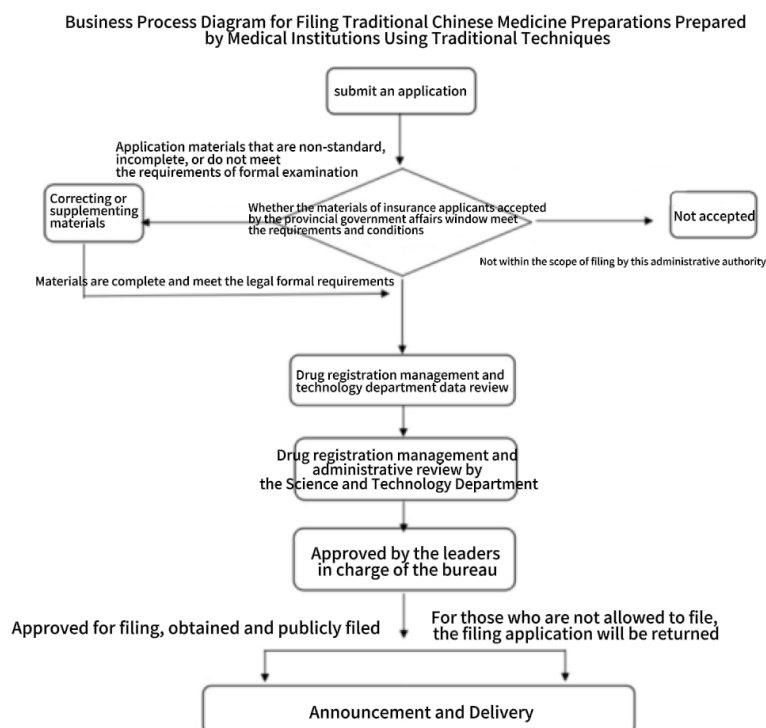 Business Process Diagram for Filing Traditional Chinese Medicine Preparations Prepared
by Medical Institutions Using Traditional Techniques
submit an application
Application materials that are non-standard,
incomplete, or do not meet
the requirements of formal examination
Correcting or
supplementing
materials
Whether the materials of insurance applicants accepted
by the provincial government affairs window meet
the requirements and conditions
Not accepted
Not within the scope of filing by this administrative authority
Materials are complete and meet the legal formal requirements
Drug registration management and
technology department data review
Drug registration management and
administrative review by
the Science and Technology Department
Approved by the leaders
in charge of the bureau
Approved for filing, obtained and publicly filed
For those who are not allowed to file,
the filing application will be returned
Announcement and Delivery